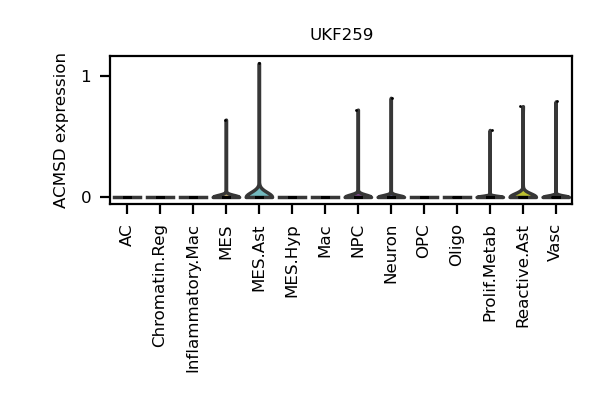 UKF259
ACMSD expression
1
0
AC
Chromatin.Reg
Inflammatory.Mac
MES
MES.Ast
MES.Hyp
Mac
NPC
Neuron
OPC
Oligo
Prolif.Metab
Reactive.Ast
Vasc